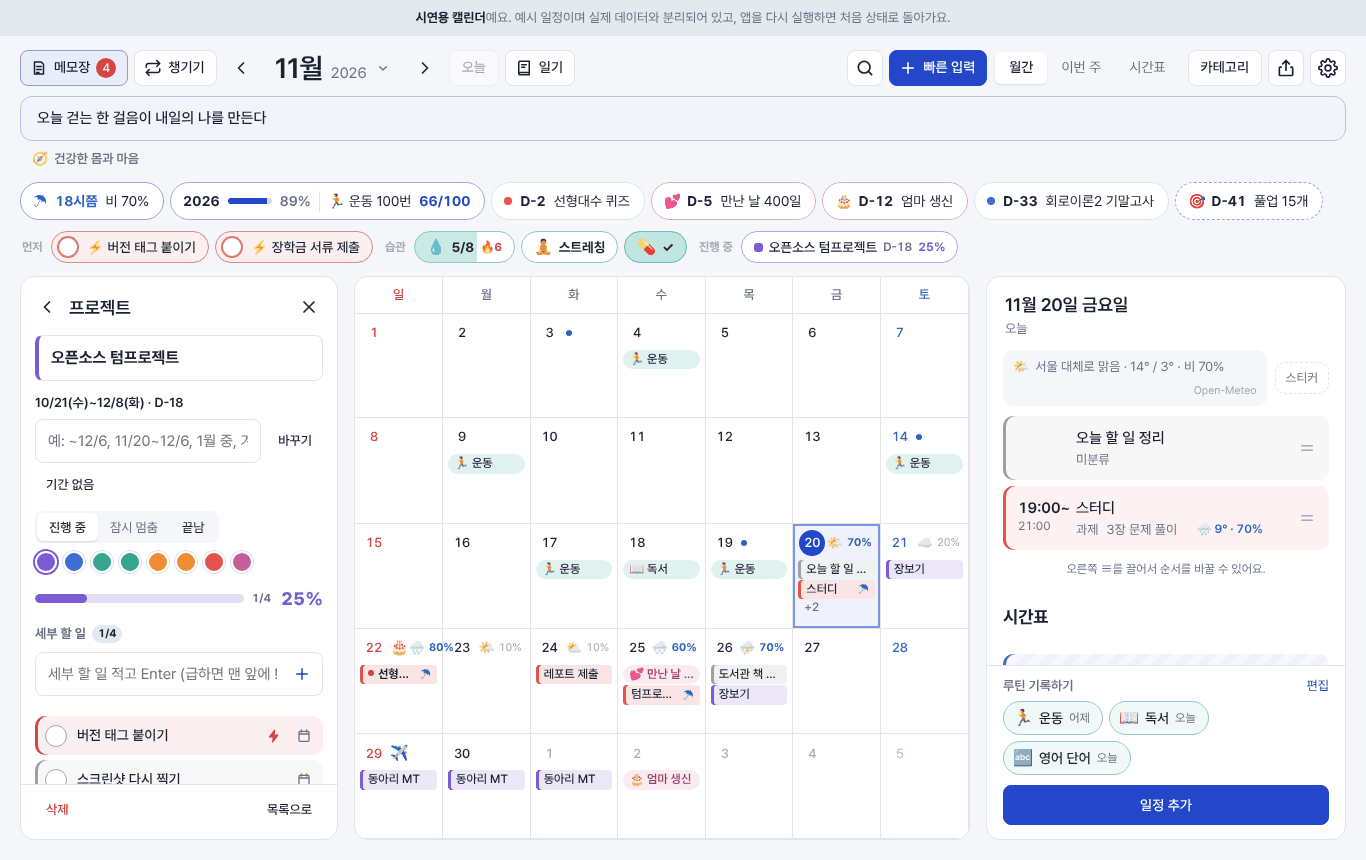 시연용 캘린더예요. 예시 일정이며 실제 데이터와 분리되어 있고, 앱을 다시 실행하면 처음 상태로 돌아가요.
메모장 4 챙기기 11월 2026 오늘 일기 빠른 입력 월간 이번 주 시간표 카테고리
오늘 걷는 한 걸음이 내일의 나를 만든다
건강한 몸과 마음
18시쯤 비 70% 2026 89% 운동 100번 66/100 D-2 선형대수 퀴즈 D-5 만난 날 400일 D-12 엄마 생신 D-33 회로이론2 기말고사 D-41 풀업 15개
먼저 버전 태그 붙이기 장학금 서류 제출 습관 5/8 6 스트레칭 진행 중 오픈소스 텀프로젝트 D-18 25%
프로젝트
오픈소스 텀프로젝트
10/21(수)~12/8(화) · D-18
예: ~12/6, 11/20~12/6, 1월 중, 바꾸기
기간 없음
진행 중 잠시 멈춤 끝남
1/4 25%
세부 할 일 1/4
세부 할 일 적고 Enter (급하면 맨 앞에 !
버전 태그 붙이기
스크린샷 다시 찍기
삭제 목록으로
일 월 화 수 목 금 토
1 2 3 4 5 6 7
운동
8 9 10 11 12 13 14
운동 운동
15 16 17 18 19 20 70% 21 20%
운동 독서 운동 오늘 할 일 ... 장보기
스터디
+2
22 80% 23 10% 24 10% 25 60% 26 70% 27 28
선형... 레포트 제출 만난 날 ... 도서관 책 ...
텀프로... 장보기
29 30 1 2 3 4 5
동아리 MT 동아리 MT 동아리 MT 엄마 생신
11월 20일 금요일
오늘
서울 대체로 맑음 · 14° / 3° · 비 70%
Open-Meteo
스티커
오늘 할 일 정리
미분류
19:00~ 스터디
21:00 과제 3장 문제 풀이 9° · 70%
오른쪽 ≡를 끌어서 순서를 바꿀 수 있어요.
시간표
루틴 기록하기 편집
운동 어제 독서 오늘
abc 영어 단어 오늘
일정 추가